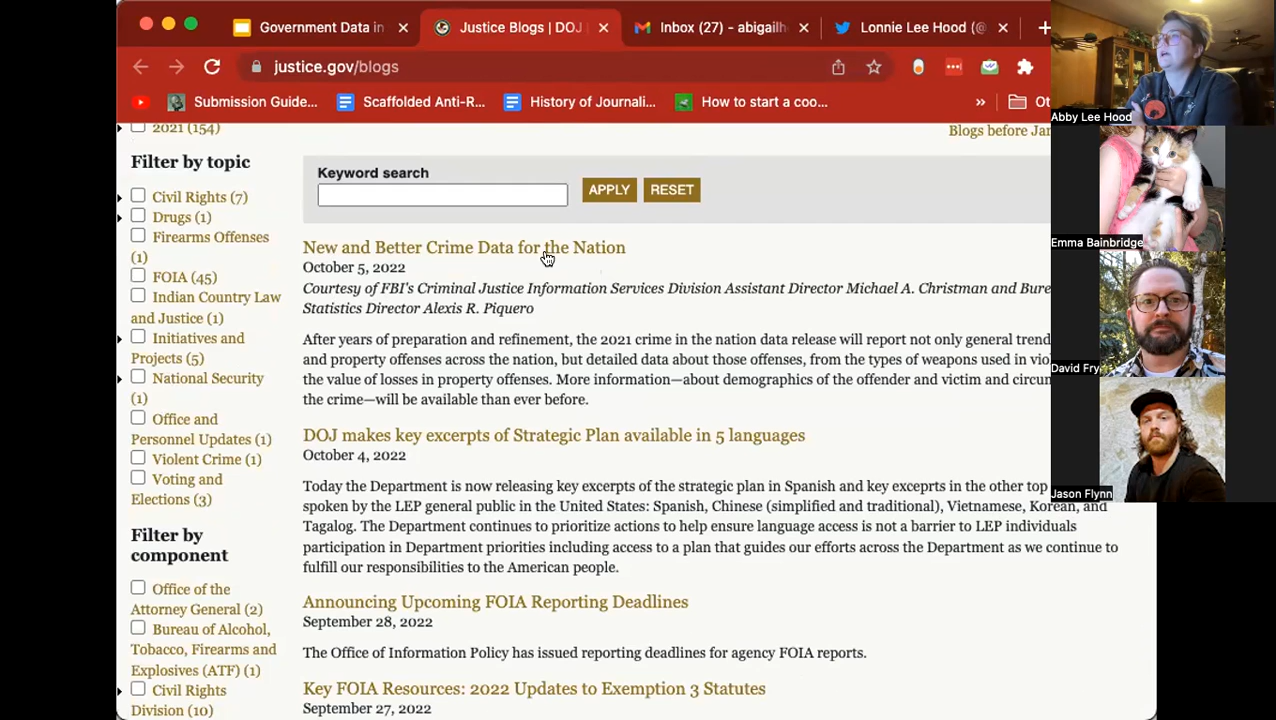 Government Data in
Justice Blogs | DOJ
Inbox (27) - abigailh
Lonnie Lee Hood (@
justice.gov/blogs
Submission Guide...
Scaffolded Anti-R...
History of Journali...
How to start a coo...
»
Ot
2021 (154)
Blogs before Jan
Filter by topic
Civil Rights (7)
Drugs (1)
Firearms Offenses
(1)
FOIA (45)
Indian Country Law
and Justice (1)
Initiatives and
Projects (5)
National Security
(1)
Office and
Personnel Updates (1)
Violent Crime (1)
Voting and
Elections (3)
Filter by
component
Office of the
Attorney General (2)
Bureau of Alcohol,
Tobacco, Firearms and
Explosives (ATF) (1)
Civil Rights
Division (10)
Keyword search
APPLY
RESET
New and Better Crime Data for the Nation
October 5, 2022
Courtesy of FBI's Criminal Justice Information Services Division Assistant Director Michael A. Christman and Bure
Statistics Director Alexis R. Piquero
After years of preparation and refinement, the 2021 crime in the nation data release will report not only general trend
and property offenses across the nation, but detailed data about those offenses, from the types of weapons used in vio
the value of losses in property offenses. More information—about demographics of the offender and victim and circun
the crime—will be available than ever before.
DOJ makes key excerpts of Strategic Plan available in 5 languages
October 4, 2022
Today the Department is now releasing key excerpts of the strategic plan in Spanish and key exceprts in the other top
spoken by the LEP general public in the United States: Spanish, Chinese (simplified and traditional), Vietnamese, Korean, and
Tagalog. The Department continues to prioritize actions to help ensure language access is not a barrier to LEP individuals
participation in Department priorities including access to a plan that guides our efforts across the Department as we continue to
fulfill our responsibilities to the American people.
Announcing Upcoming FOIA Reporting Deadlines
September 28, 2022
The Office of Information Policy has issued reporting deadlines for agency FOIA reports.
Key FOIA Resources: 2022 Updates to Exemption 3 Statutes
September 27, 2022
Abby Lee Hood
Emma Bainbridge
David Fry
Jason Flynn